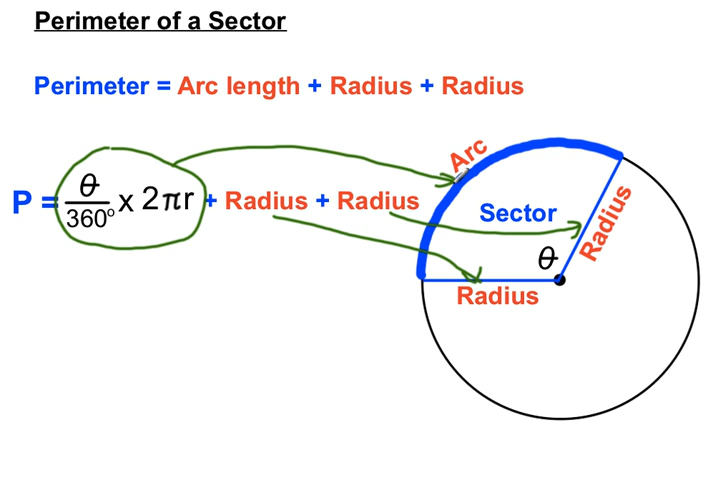 Perimeter of a Sector
Perimeter = Arc length + Radius + Radius
P = θ/360° x 2πr + Radius + Radius
Arc
Sector
Radius
θ
Radius